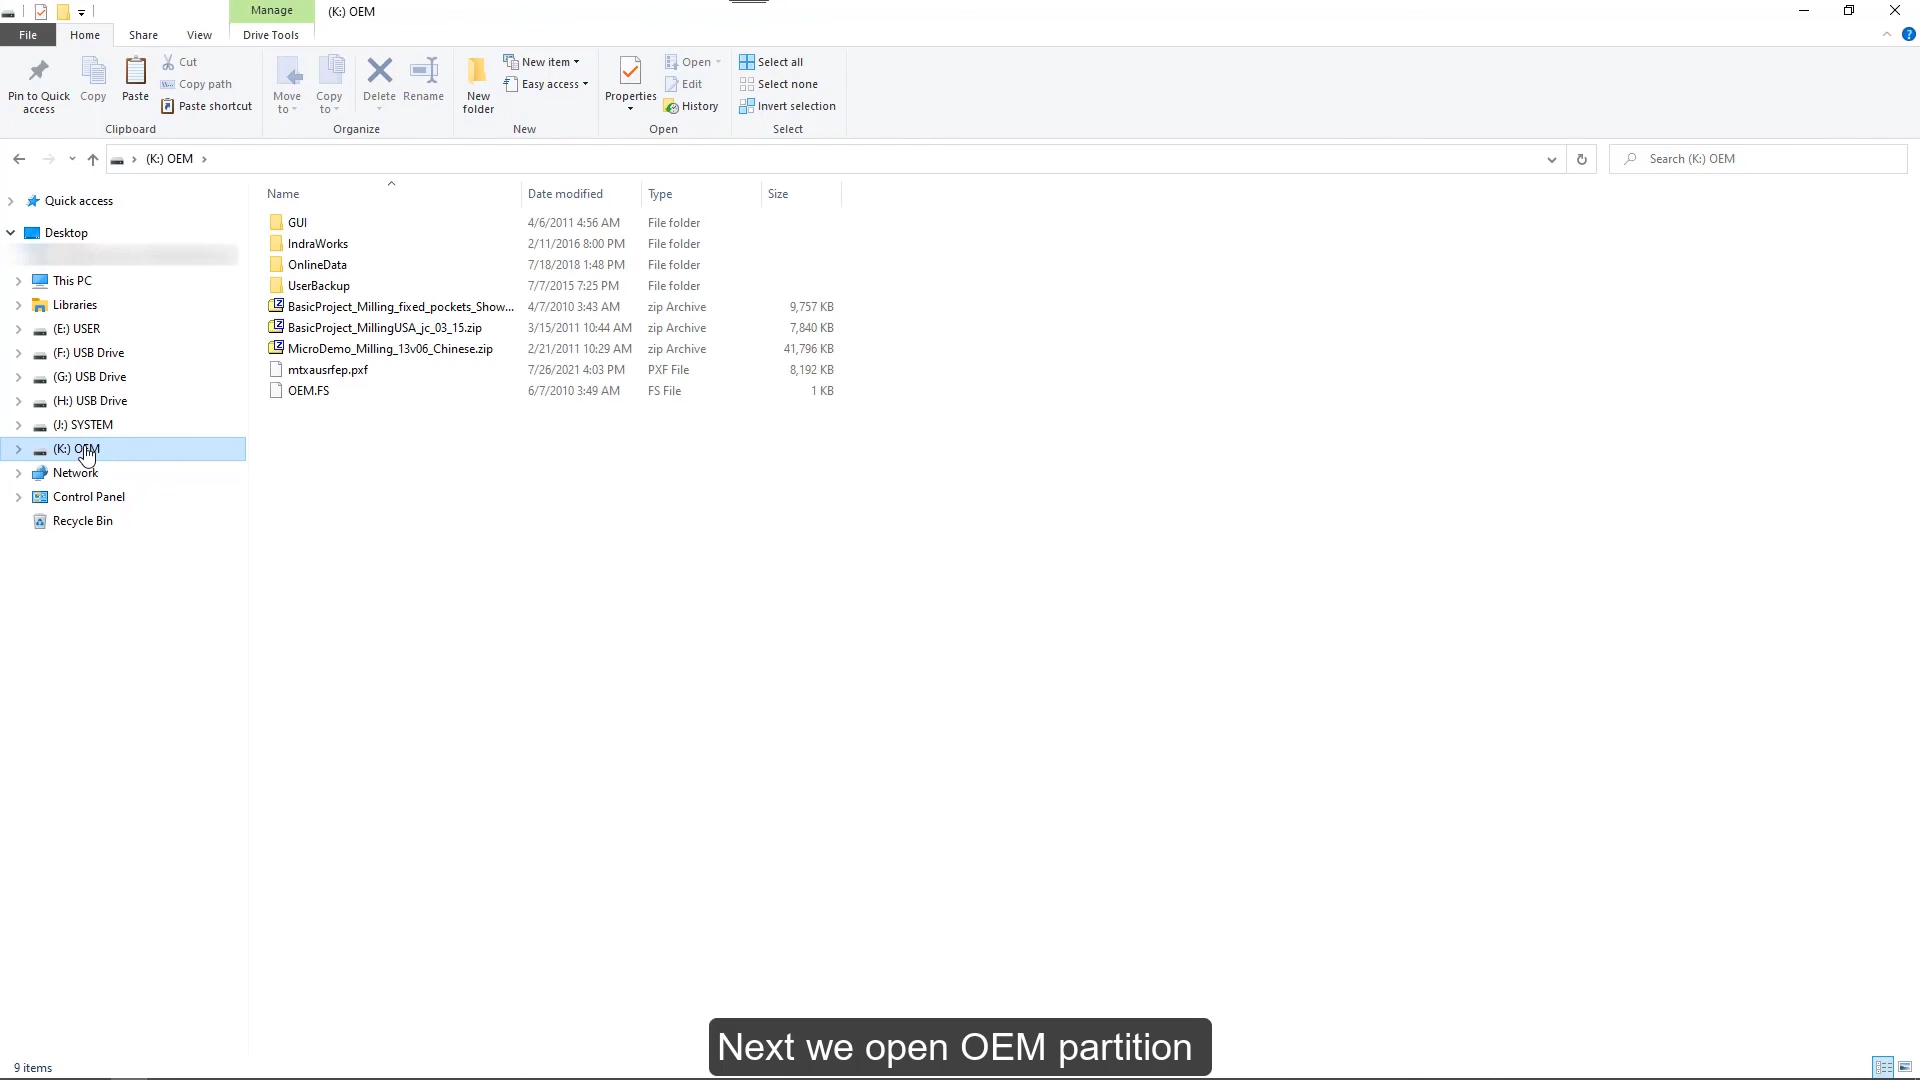 Manage
(K:) OEM
File
Home
Share
View
Drive Tools
Pin to Quick access
Copy
Paste
Cut
Copy path
Paste shortcut
Clipboard
Move to
Copy to
Delete
Rename
Organize
New folder
New item
Easy access
New
Properties
Open
Edit
History
Open
Select all
Select none
Invert selection
Select
(K:) OEM
Search (K:) OEM
Quick access
Desktop
This PC
Libraries
(E:) USER
(F:) USB Drive
(G:) USB Drive
(H:) USB Drive
(J:) SYSTEM
(K:) OEM
Network
Control Panel
Recycle Bin
Name Date modified Type Size
GUI 4/6/2011 4:56 AM File folder
IndraWorks 2/11/2016 8:00 PM File folder
OnlineData 7/18/2018 1:48 PM File folder
UserBackup 7/7/2015 7:25 PM File folder
BasicProject_Milling_fixed_pockets_Show... 4/7/2010 3:43 AM zip Archive 9,757 KB
BasicProject_MillingUSA_jc_03_15.zip 3/15/2011 10:44 AM zip Archive 7,840 KB
MicroDemo_Milling_13v06_Chinese.zip 2/21/2011 10:29 AM zip Archive 41,796 KB
mtxausrfep.pxf 7/26/2021 4:03 PM PXF File 8,192 KB
OEM.FS 6/7/2010 3:49 AM FS File 1 KB
Next we open OEM partition
9 items